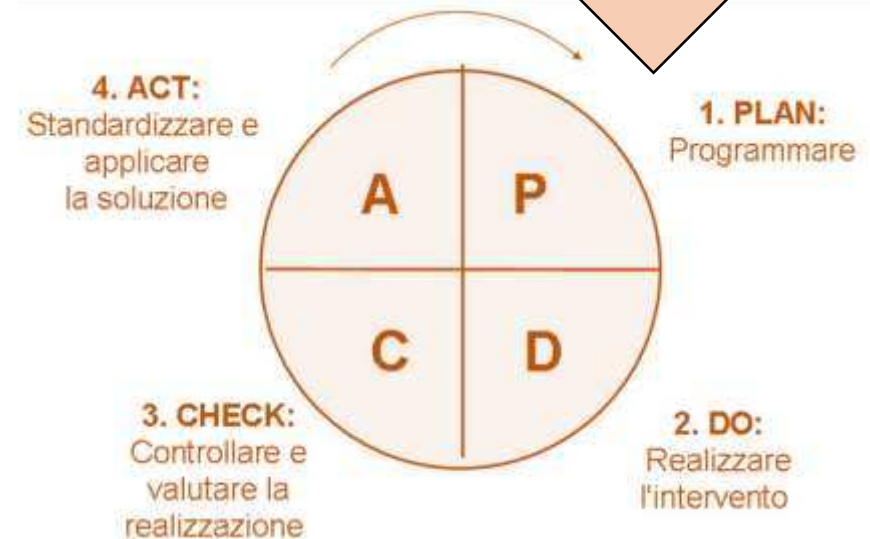 4. ACT:
Standardizzare e
applicare
la soluzione
1. PLAN:
Programmare
A
P
C
D
3. CHECK:
Controllare e
valutare la
realizzazione
2. DO:
Realizzare
l'intervento